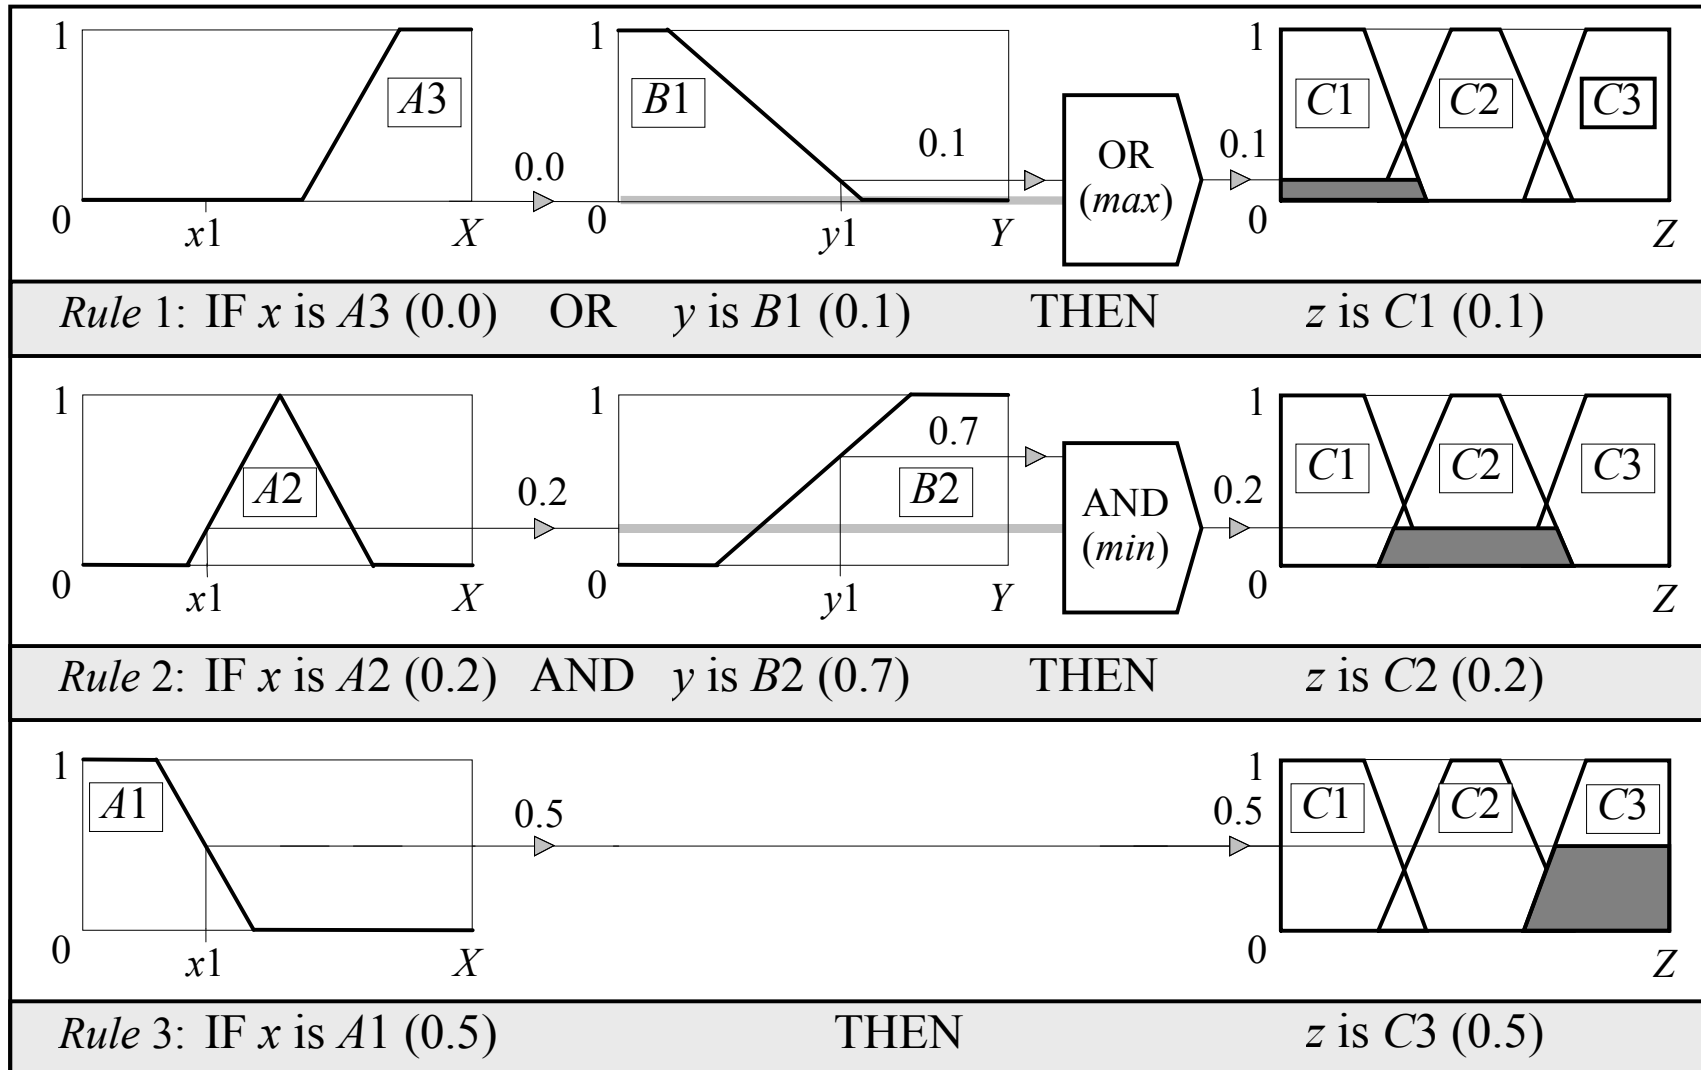 1 A3 0.0 1 B1 0.1 OR (max) 0.1 1 C1 C2 C3
0 x1 X 0 y1 Y 0 Z
Rule 1: IF x is A3 (0.0) OR y is B1 (0.1) THEN z is C1 (0.1)
1 A2 0.2 1 0.7 B2 AND (min) 0.2 1 C1 C2 C3
0 x1 X 0 y1 Y 0 Z
Rule 2: IF x is A2 (0.2) AND y is B2 (0.7) THEN z is C2 (0.2)
1 A1 0.5 0.5 1 C1 C2 C3
0 x1 X 0 Z
Rule 3: IF x is A1 (0.5) THEN z is C3 (0.5)